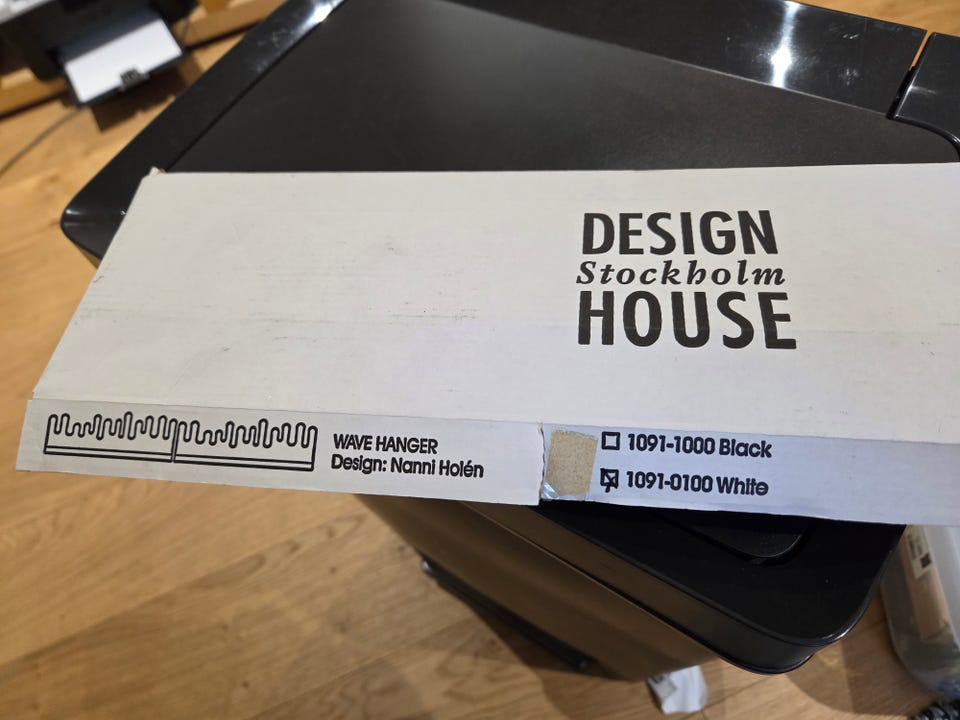 DESIGN
Stockholm
HOUSE
WAVE HANGER
Design: Nanni Holén
1091-1000 Black
1091-0100 White